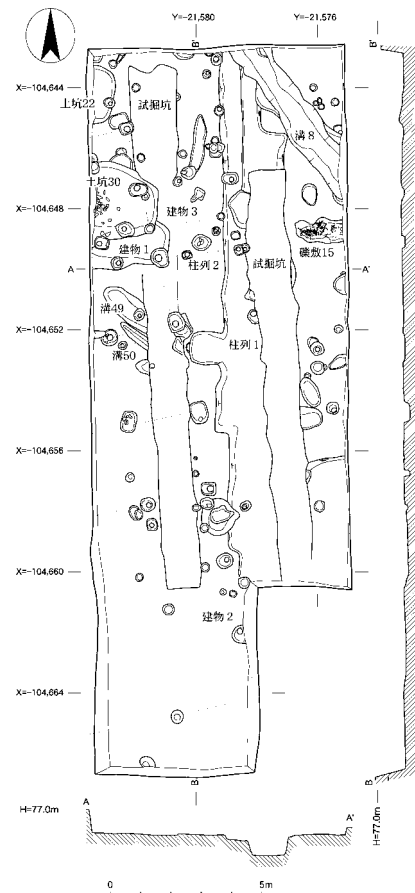 Y=−21,580
Y=−21,576
B'
B'
X=−104,644
土坑22
試掘坑
溝 8
土坑30
X=−104,648
建物 3
建物 1
柱列 2
試掘坑
礫敷15
A
A'
溝49
X=−104,652
溝50
柱列 1
X=−104,656
X=−104,660
建物 2
X=−104,664
B
B
H=77.0m
A
A'
H=77.0m
0
5m